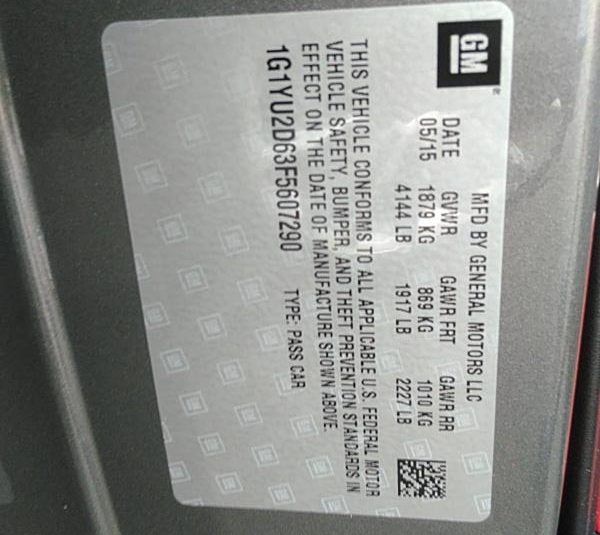 GM
MFD BY GENERAL MOTORS LLC
DATE GVWR GAWR FRT GAWR RR
05/15 1879 KG 869 KG 1010 KG
4144 LB 1917 LB 2227 LB
THIS VEHICLE CONFORMS TO ALL APPLICABLE U.S. FEDERAL MOTOR
VEHICLE SAFETY, BUMPER, AND THEFT PREVENTION STANDARDS IN
EFFECT ON THE DATE OF MANUFACTURE SHOWN ABOVE.
1G1YU2D63F5607290 TYPE: PASS CAR